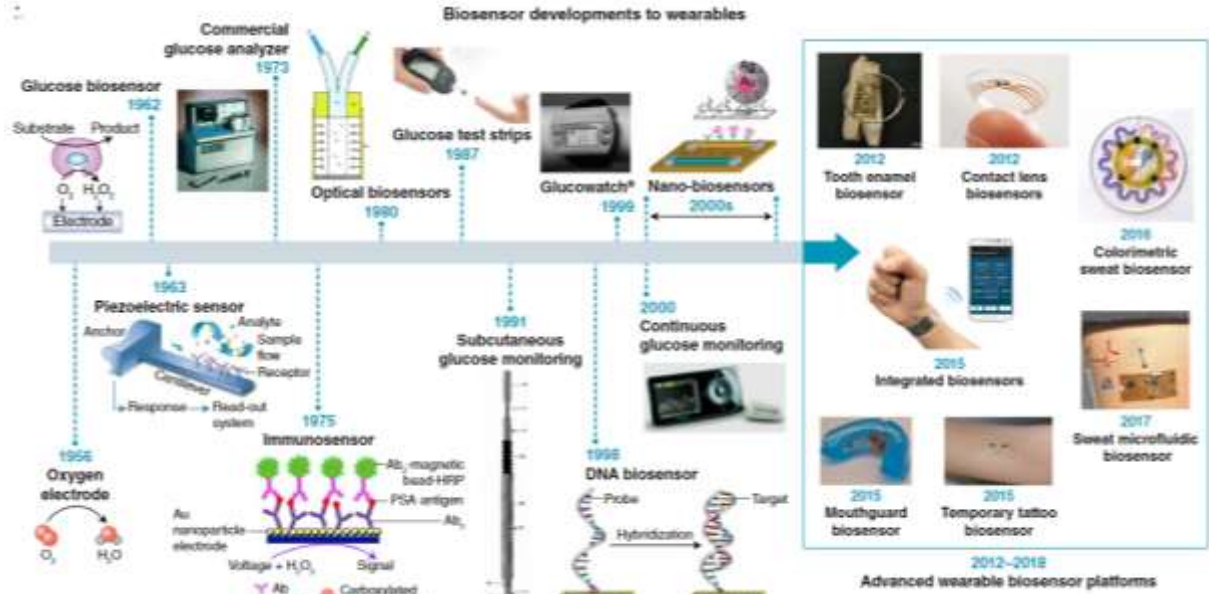 Biosensor developments to wearables
Commercial
glucose analyzer
1973
Glucose biosensor
1962
Substrate Product
O₂ H₂O₂
Electrode
Optical biosensors
1980
Glucose test strips
1987
Glucowatch®
1999
Nano-biosensors
2000s
1963
Piezoelectric sensor
Anchor
Analyte
Sample
flow
Receptor
Cantilever
Response
Read-out
system
1956
Oxygen
electrode
O₂ H₂O
1975
Immunosensor
Ab₂-magnetic
bead-HRP
PSA antigen
Ab₁
Au
nanoparticle
electrode
Voltage + H₂O₂ Signal
Ab
1991
Subcutaneous
glucose monitoring
2000
Continuous
glucose monitoring
1998
DNA biosensor
Probe
Target
Hybridization
2012
Tooth enamel
biosensor
2012
Contact lens
biosensors
2016
Colorimetric
sweat biosensor
2015
Integrated biosensors
2017
Sweat microfluidic
biosensor
2015
Mouthguard
biosensor
2015
Temporary tattoo
biosensor
2012–2018
Advanced wearable biosensor platforms